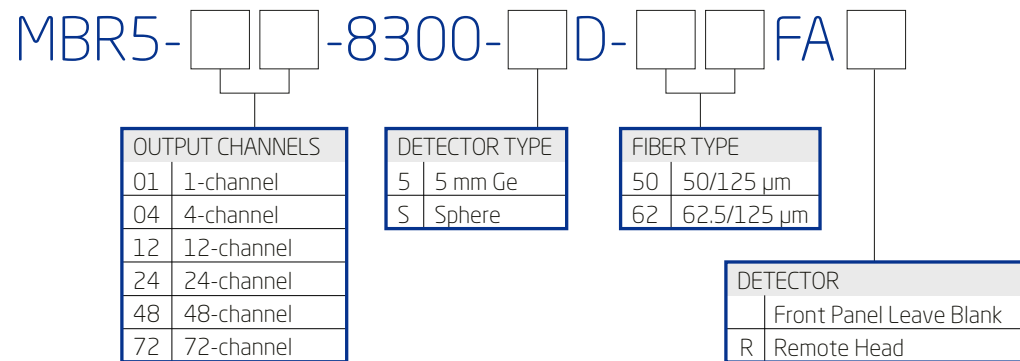 MBR5- -8300- D- FA
OUTPUT CHANNELS
01 1-channel
04 4-channel
12 12-channel
24 24-channel
48 48-channel
72 72-channel
DETECTOR TYPE
5 5 mm Ge
S Sphere
FIBER TYPE
50 50/125 µm
62 62.5/125 µm
DETECTOR
Front Panel Leave Blank
R Remote Head